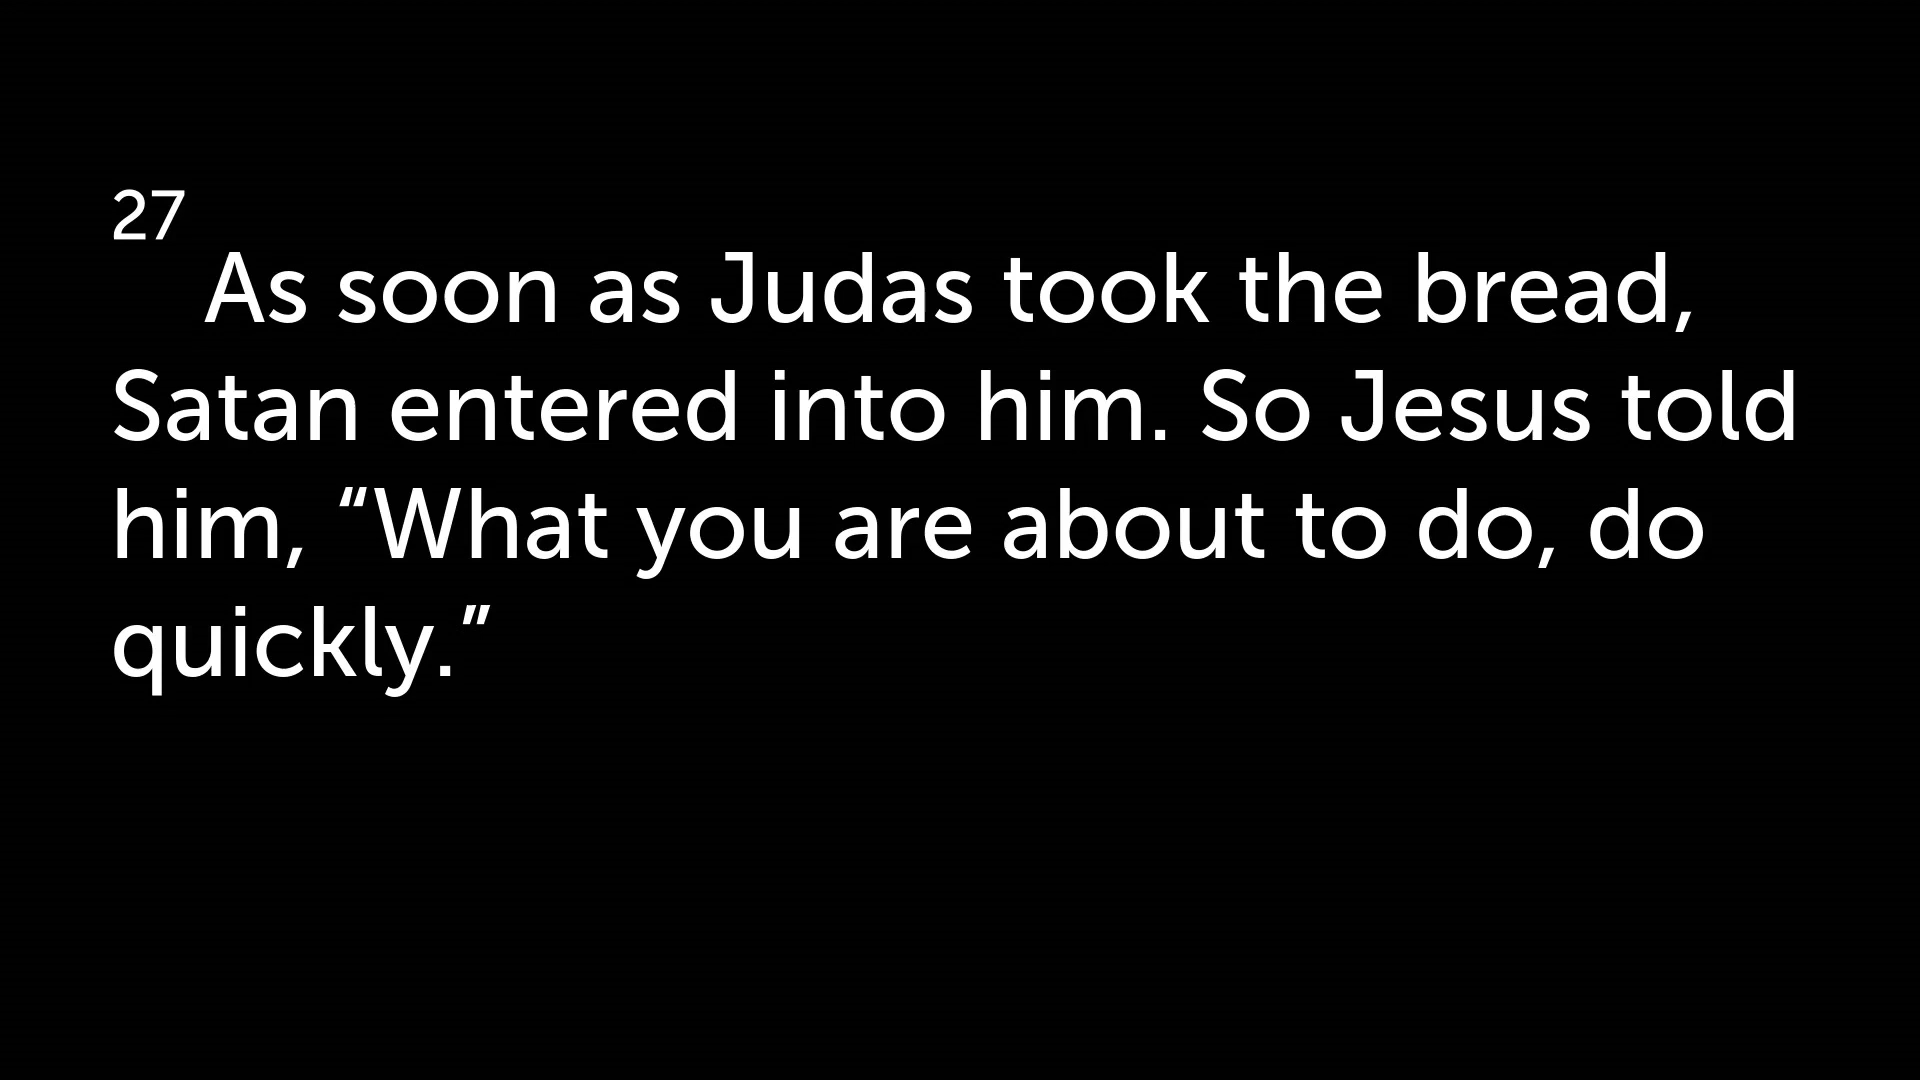 27
As soon as Judas took the bread,
Satan entered into him. So Jesus told
him, “What you are about to do, do
quickly.”